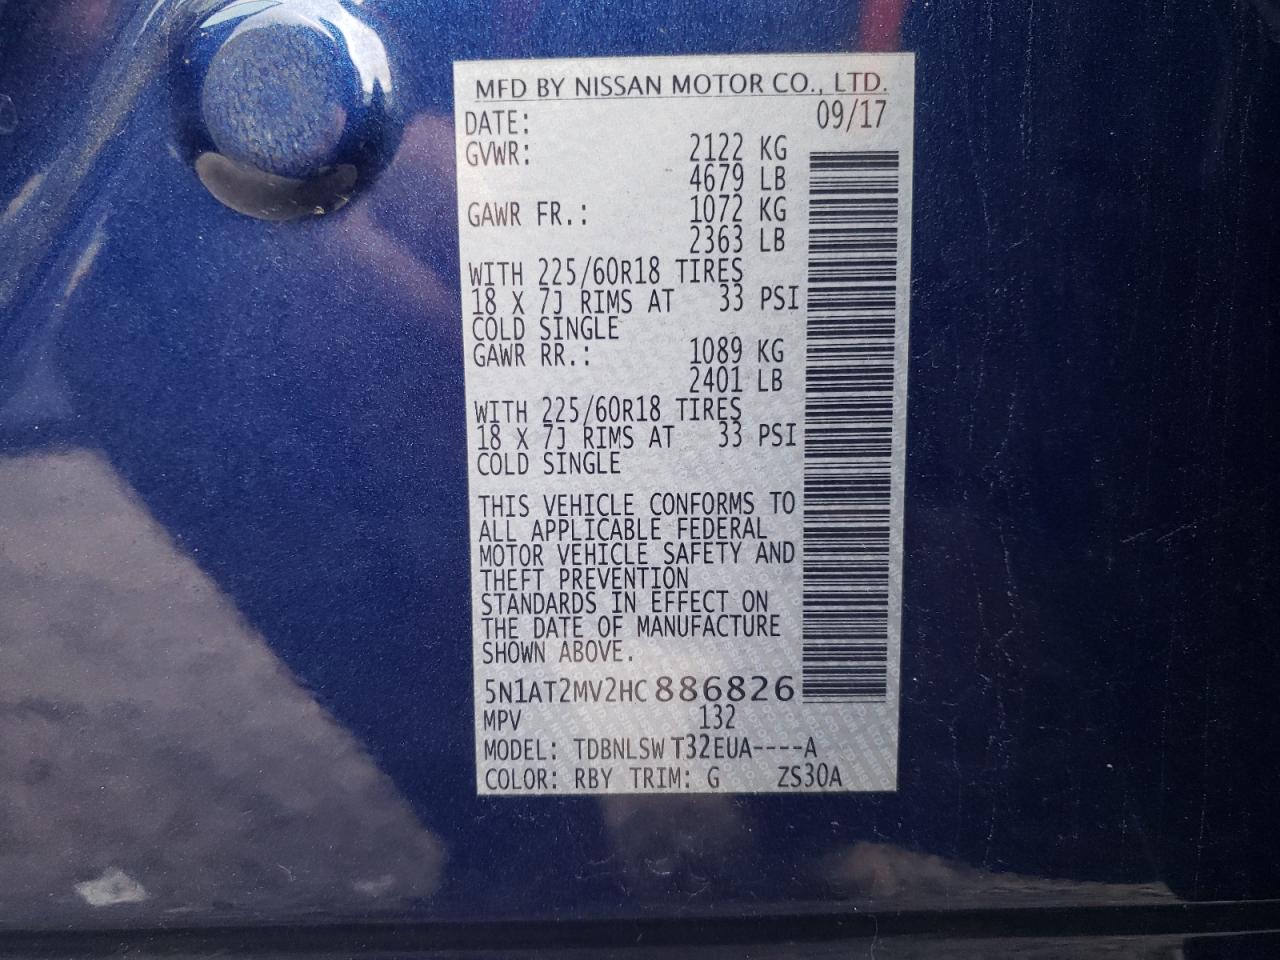 MFD BY NISSAN MOTOR CO., LTD.
DATE: 09/17
GVWR: 2122 KG
4679 LB
GAWR FR.: 1072 KG
2363 LB
WITH 225/60R18 TIRES
18 X 7J RIMS AT 33 PSI
COLD SINGLE
GAWR RR.: 1089 KG
2401 LB
WITH 225/60R18 TIRES
18 X 7J RIMS AT 33 PSI
COLD SINGLE
THIS VEHICLE CONFORMS TO
ALL APPLICABLE FEDERAL
MOTOR VEHICLE SAFETY AND
THEFT PREVENTION
STANDARDS IN EFFECT ON
THE DATE OF MANUFACTURE
SHOWN ABOVE.
5N1AT2MV2HC886826
MPV 132
MODEL: TDBNLSW T32EUA----A
COLOR: RBY TRIM: G ZS30A